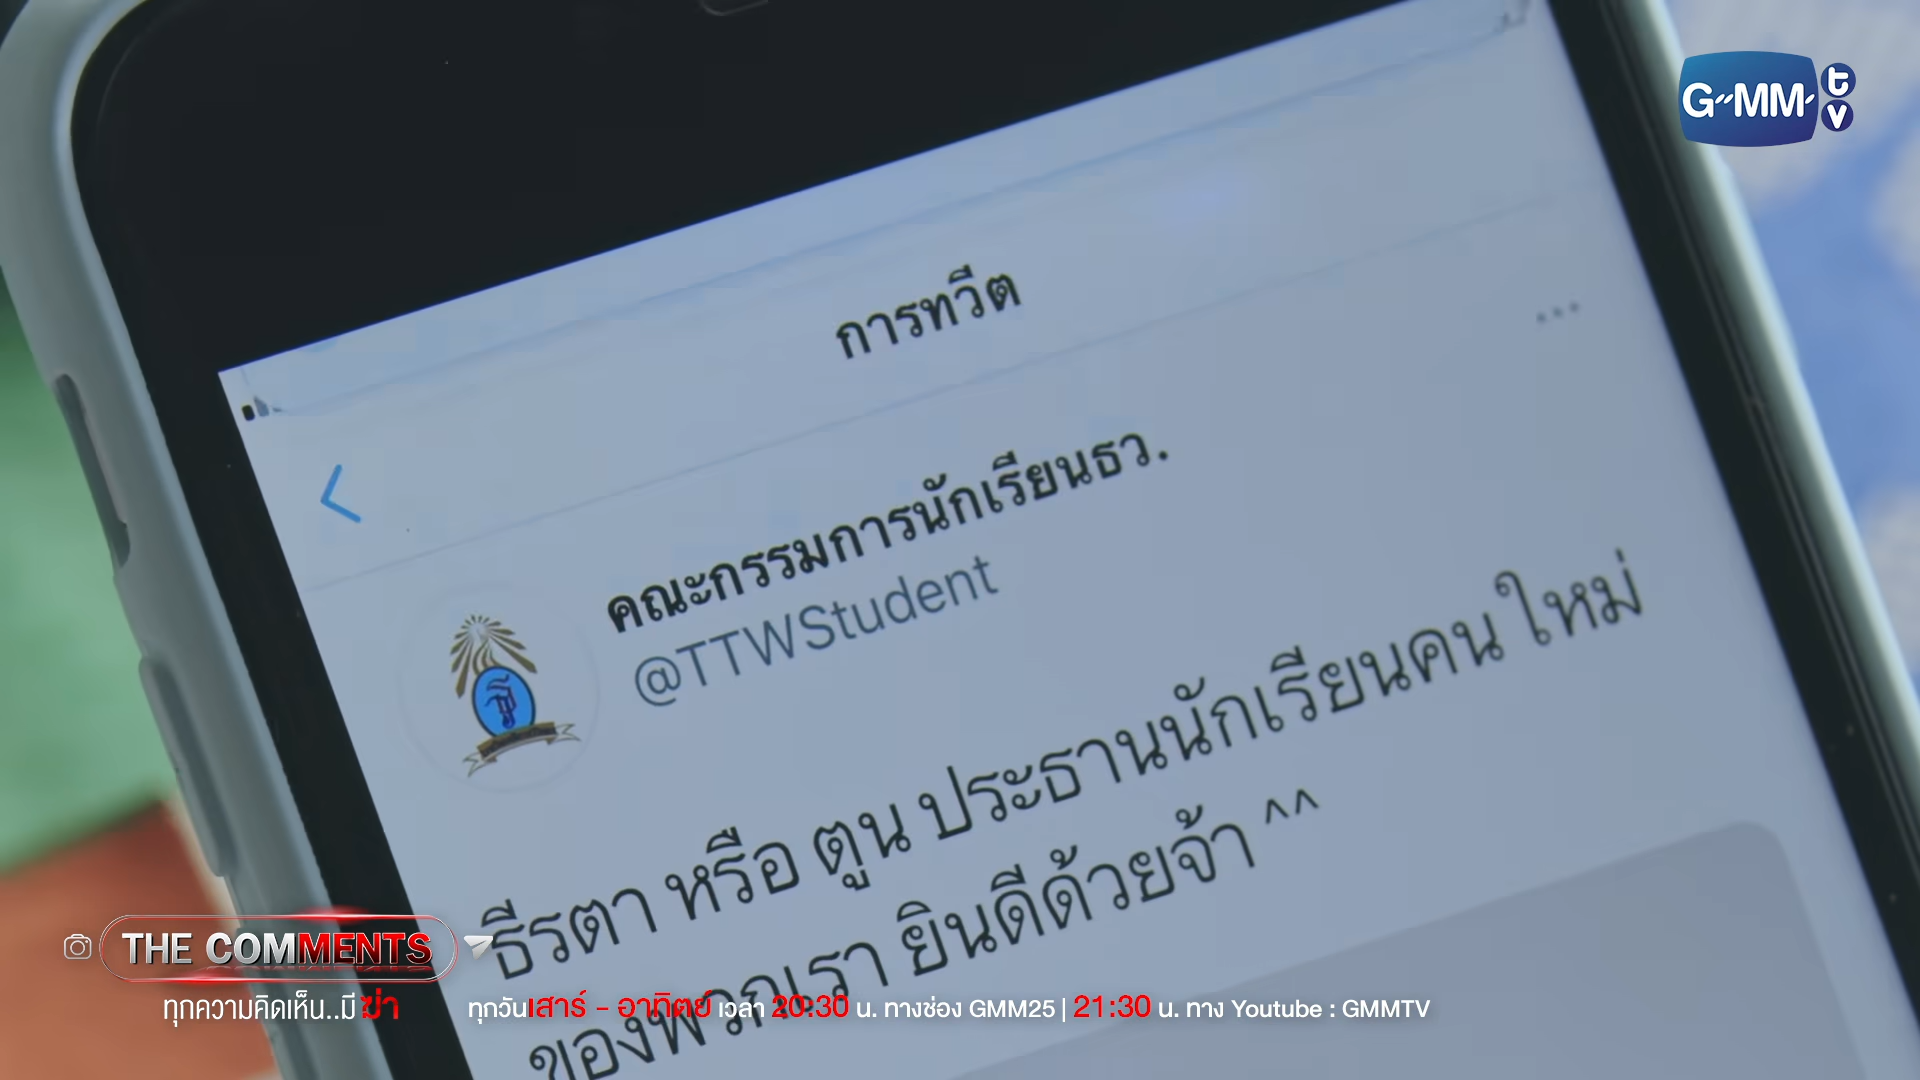 G-MM-tv
การทวีต
คณะกรรมการนักเรียนธว.
@TTWStudent
ธีรตา หรือ ตูน ประธานนักเรียนคน ใหม่
ของพวกเรา ยินดีด้วยจ้า ^^
THE COMMENTS
ทุกความคิดเห็น..มี ฆ่า
ทุกวันเสาร์ - อาทิตย์ เวลา 20:30 น. ทางช่อง GMM25 | 21:30 น. ทาง Youtube : GMMTV